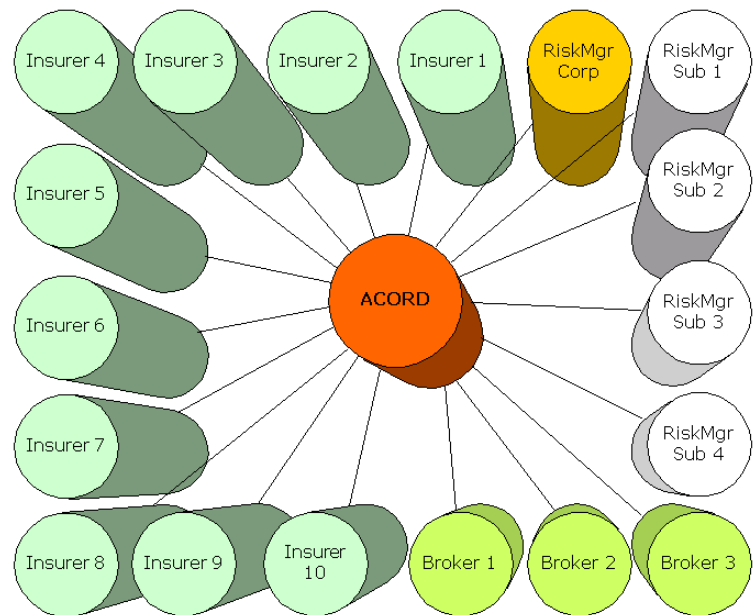 Insurer 4
Insurer 3
Insurer 2
Insurer 1
RiskMgr
Corp
RiskMgr
Sub 1
Insurer 5
RiskMgr
Sub 2
ACORD
Insurer 6
RiskMgr
Sub 3
Insurer 7
RiskMgr
Sub 4
Insurer 8
Insurer 9
Insurer
10
Broker 1
Broker 2
Broker 3